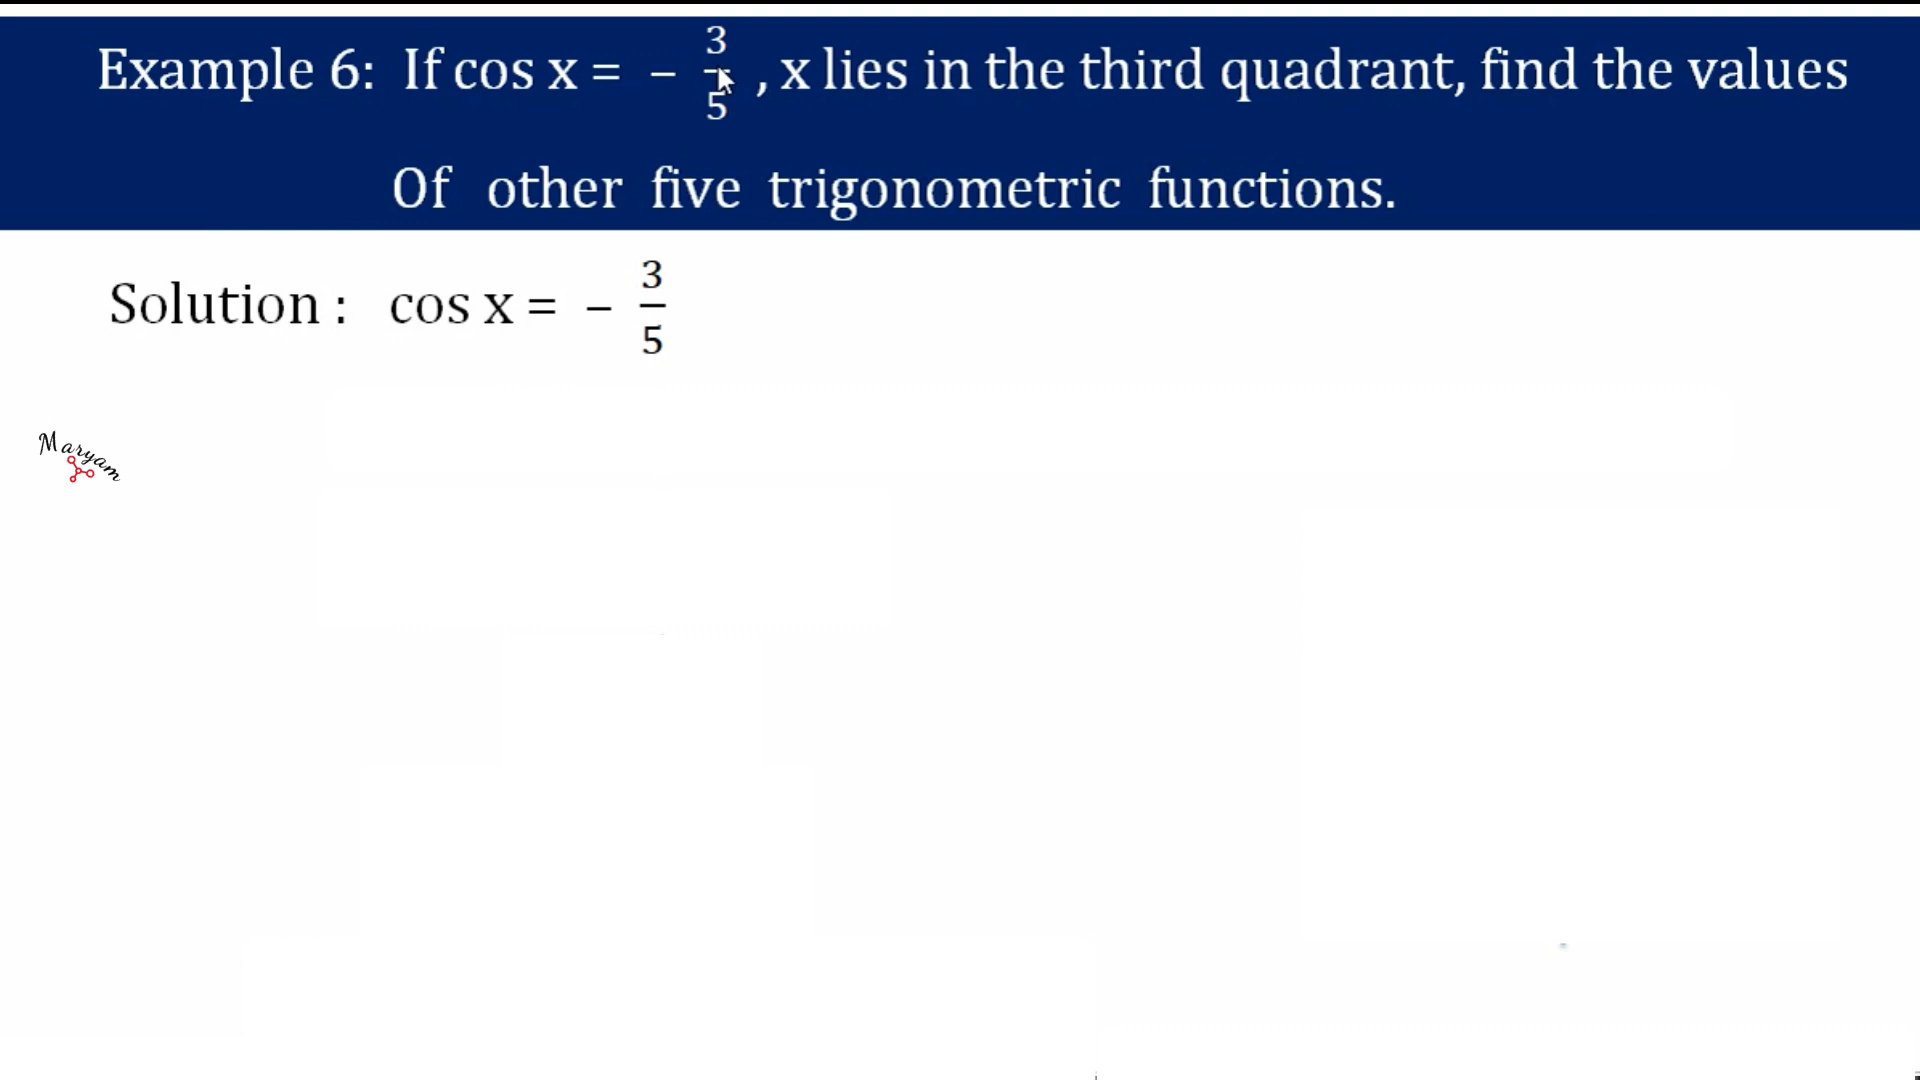 Example 6: If cos x = – 3/5 , x lies in the third quadrant, find the values
Of other five trigonometric functions.
Solution : cos x = – 3/5
Maryam